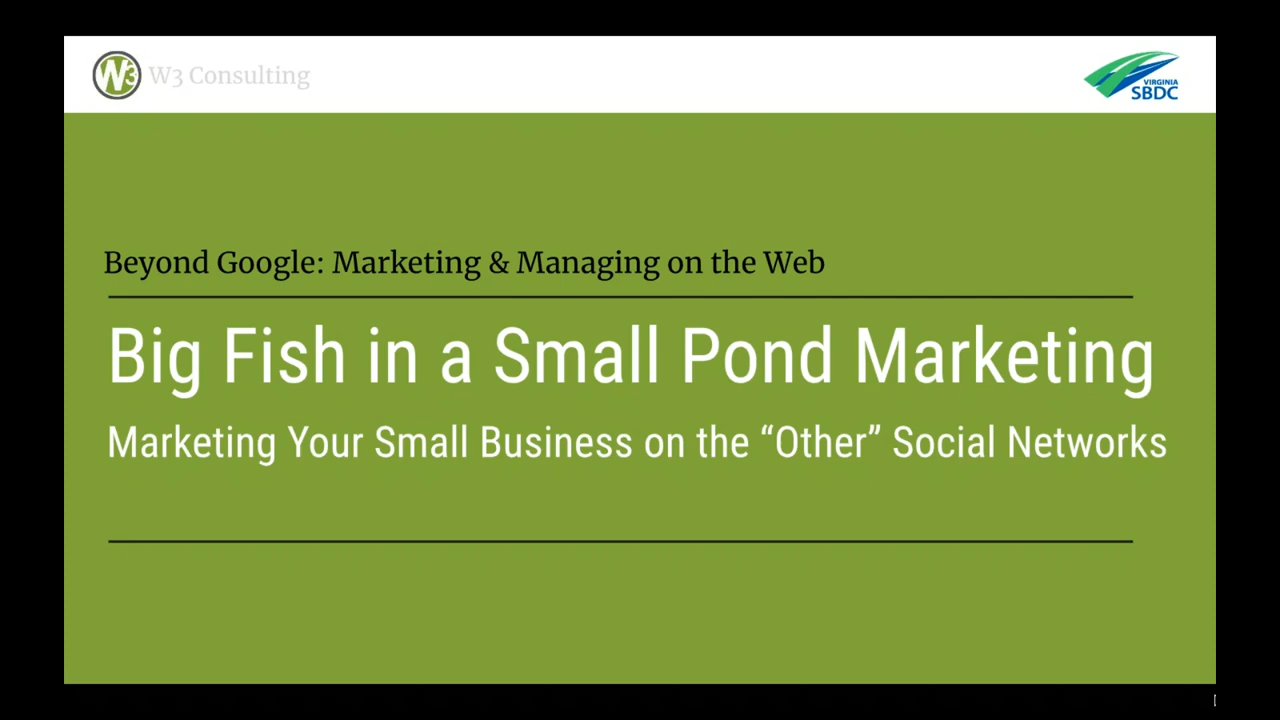 W3 W3 Consulting
VIRGINIA
SBDC
Beyond Google: Marketing & Managing on the Web
Big Fish in a Small Pond Marketing
Marketing Your Small Business on the “Other” Social Networks